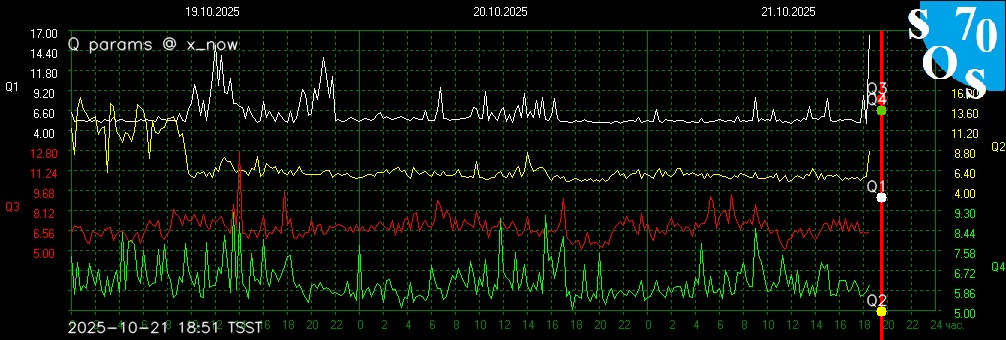 19.10.2025 20.10.2025 21.10.2025
SOS70
Q params @ x_now
Q1
17.00
14.40
11.80
9.20
6.60
4.00
Q3
12.80
11.24
9.68
8.12
6.56
5.00
Q3
Q4
Q1
Q2
13.60
11.20
8.80
6.40
4.00
Q2
9.30
8.44
7.58
6.72
5.86
5.00
Q4
2025-10-21 18:51 TSST
16 18 20 22 0 2 4 6 8 10 12 14 16 18 20 22 0 2 4 6 8 10 12 14 16 18 20 22 24 час.